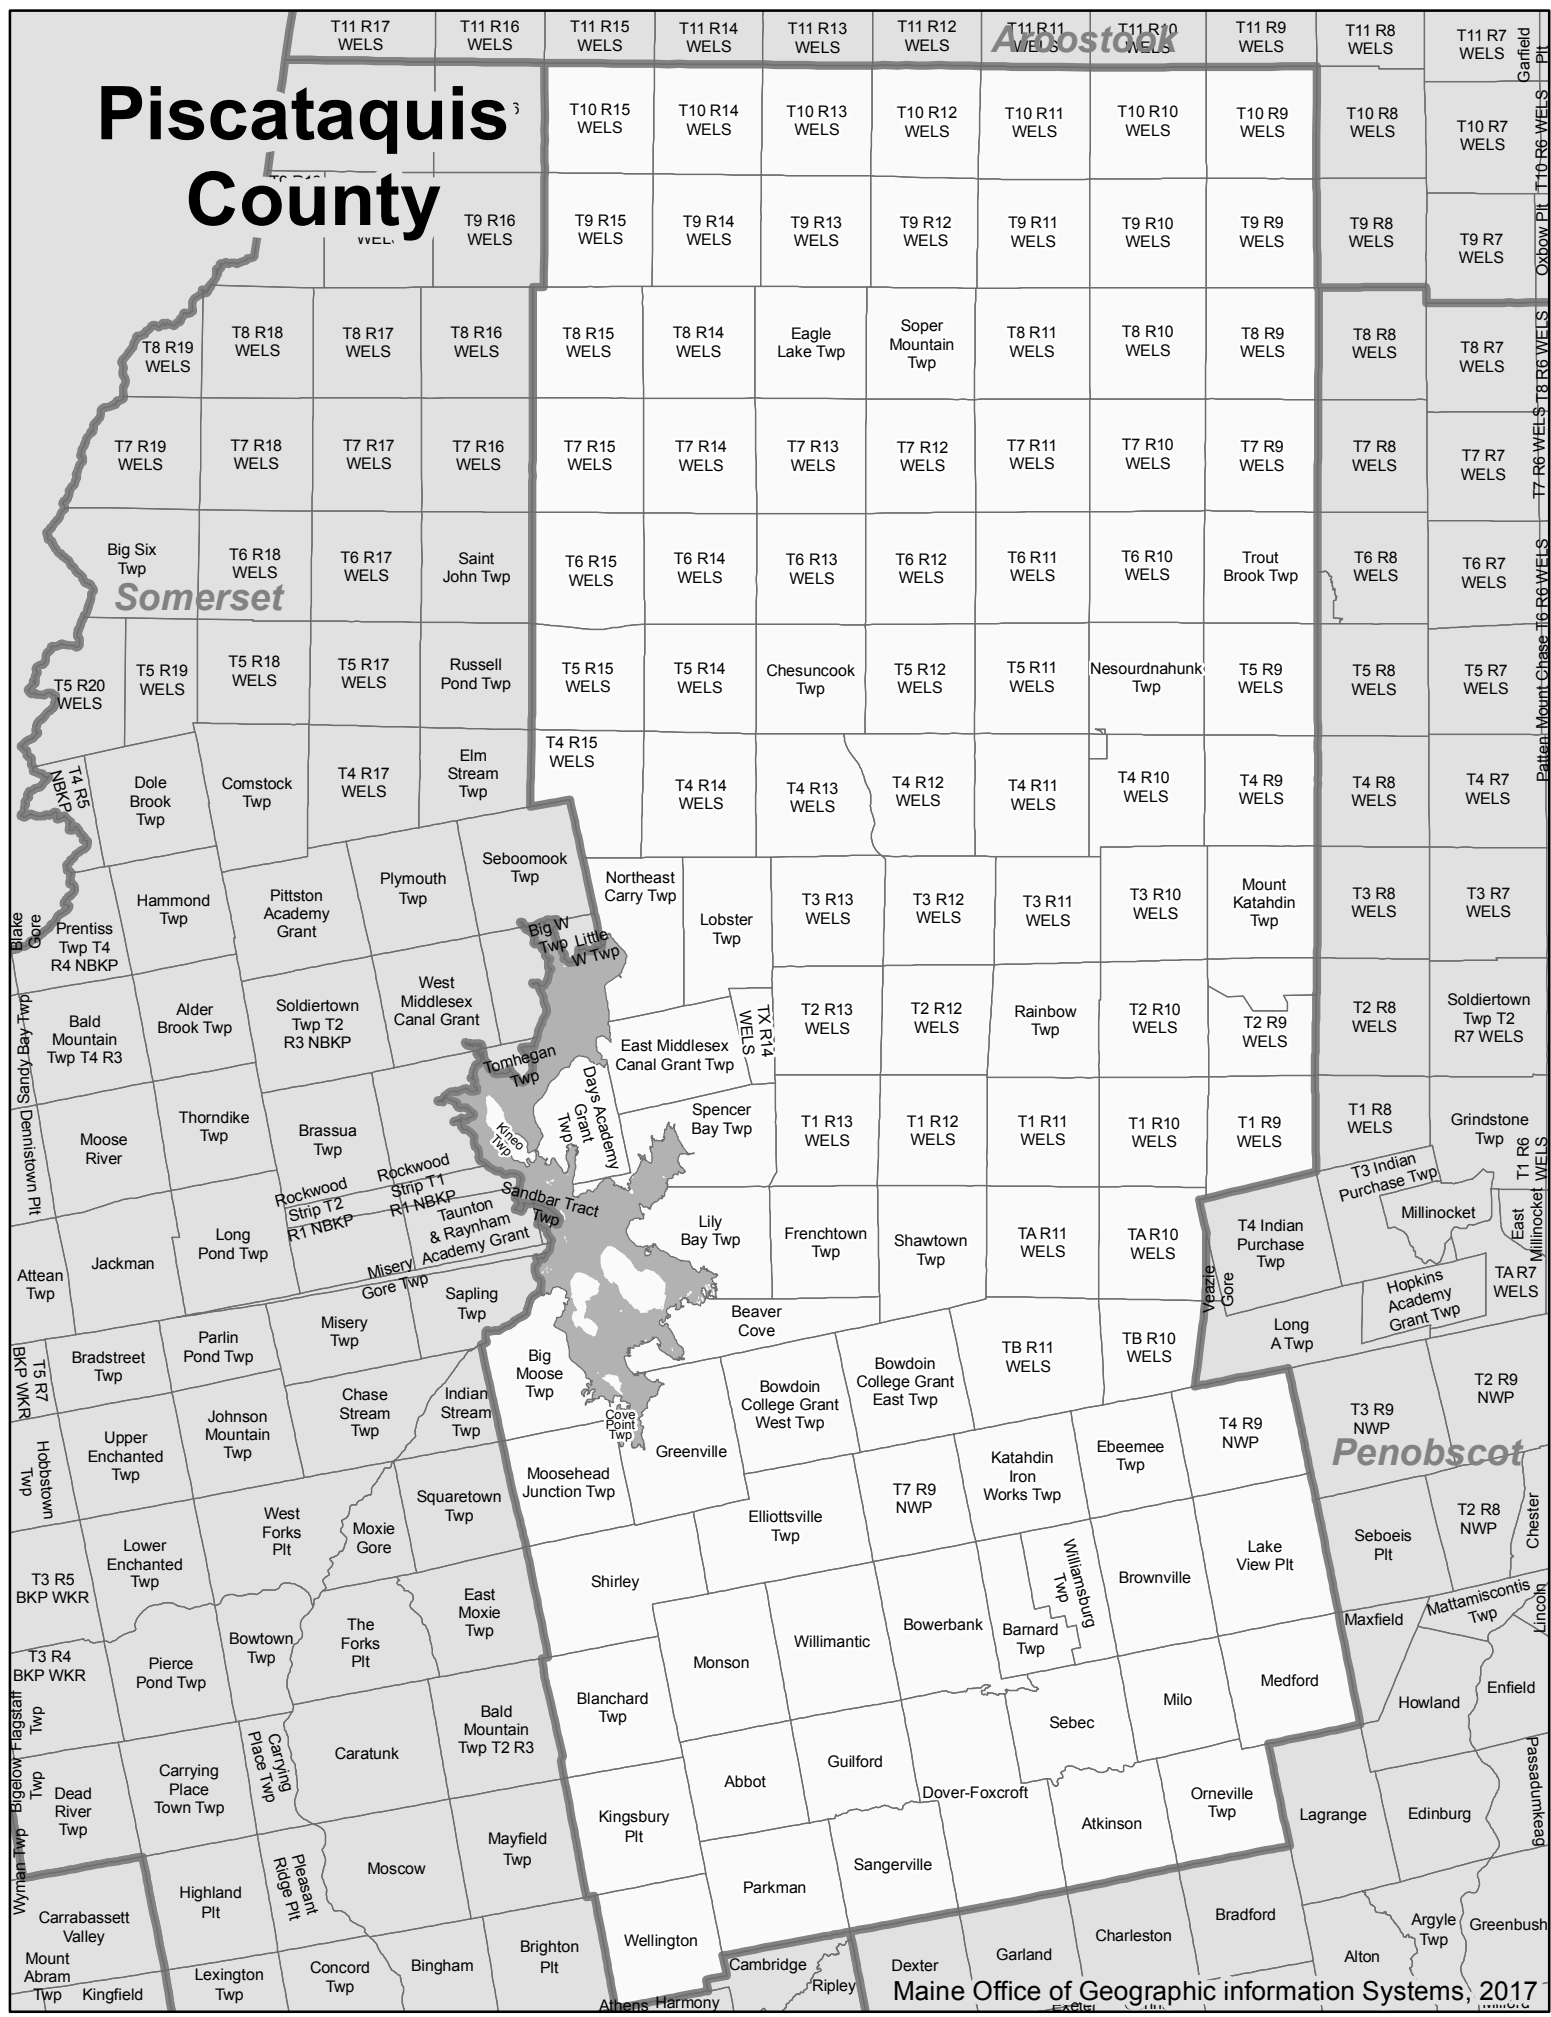 Piscataquis
County
T11 R17
WELS
T11 R16
WELS
T11 R15
WELS
T11 R14
WELS
T11 R13
WELS
T11 R12
WELS
T11 R11
WELS
T11 R10
WELS
Aroostook
T11 R9
WELS
T11 R8
WELS
T11 R7
WELS
Garfield
Plt
T10 R15
WELS
T10 R14
WELS
T10 R13
WELS
T10 R12
WELS
T10 R11
WELS
T10 R10
WELS
T10 R9
WELS
T10 R8
WELS
T10 R7
WELS
T10 R6 WELS
T9 R16
WELS
T9 R15
WELS
T9 R14
WELS
T9 R13
WELS
T9 R12
WELS
T9 R11
WELS
T9 R10
WELS
T9 R9
WELS
T9 R8
WELS
T9 R7
WELS
Oxbow Plt
T8 R19
WELS
T8 R18
WELS
T8 R17
WELS
T8 R16
WELS
T8 R15
WELS
T8 R14
WELS
Eagle
Lake Twp
Soper
Mountain
Twp
T8 R11
WELS
T8 R10
WELS
T8 R9
WELS
T8 R8
WELS
T8 R7
WELS
T8 R6 WELS
T7 R19
WELS
T7 R18
WELS
T7 R17
WELS
T7 R16
WELS
T7 R15
WELS
T7 R14
WELS
T7 R13
WELS
T7 R12
WELS
T7 R11
WELS
T7 R10
WELS
T7 R9
WELS
T7 R8
WELS
T7 R7
WELS
T7 R6 WELS
Big Six
Twp
Somerset
T6 R18
WELS
T6 R17
WELS
Saint
John Twp
T6 R15
WELS
T6 R14
WELS
T6 R13
WELS
T6 R12
WELS
T6 R11
WELS
T6 R10
WELS
Trout
Brook Twp
T6 R8
WELS
T6 R7
WELS
T6 R6 WELS
T5 R20
WELS
T5 R19
WELS
T5 R18
WELS
T5 R17
WELS
Russell
Pond Twp
T5 R15
WELS
T5 R14
WELS
Chesuncook
Twp
T5 R12
WELS
T5 R11
WELS
Nesourdnahunk
Twp
T5 R9
WELS
T5 R8
WELS
T5 R7
WELS
Mount Chase
Patten
T4 R5
NBKP
Dole
Brook
Twp
Comstock
Twp
T4 R17
WELS
Elm
Stream
Twp
T4 R15
WELS
T4 R14
WELS
T4 R13
WELS
T4 R12
WELS
T4 R11
WELS
T4 R10
WELS
T4 R9
WELS
T4 R8
WELS
T4 R7
WELS
Blake
Gore
Prentiss
Twp T4
R4 NBKP
Hammond
Twp
Pittston
Academy
Grant
Plymouth
Twp
Seboomook
Twp
Big W
Twp
Little
W Twp
Northeast
Carry Twp
Lobster
Twp
T3 R13
WELS
T3 R12
WELS
T3 R11
WELS
T3 R10
WELS
Mount
Katahdin
Twp
T3 R8
WELS
T3 R7
WELS
Sandy Bay Twp
Bald
Mountain
Twp T4 R3
Alder
Brook Twp
Soldiertown
Twp T2
R3 NBKP
West
Middlesex
Canal Grant
Tomhegan
Twp
East Middlesex
Canal Grant Twp
TX R14
WELS
T2 R13
WELS
T2 R12
WELS
Rainbow
Twp
T2 R10
WELS
T2 R9
WELS
T2 R8
WELS
Soldiertown
Twp T2
R7 WELS
Dennistown Plt
Moose
River
Thorndike
Twp
Brassua
Twp
Kineo
Twp
Days Academy
Grant
Twp
Spencer
Bay Twp
T1 R13
WELS
T1 R12
WELS
T1 R11
WELS
T1 R10
WELS
T1 R9
WELS
T1 R8
WELS
Grindstone
Twp
T1 R6
WELS
Rockwood
Strip T2
R1 NBKP
Rockwood
Strip T1
R1 NBKP
Sandbar Tract
Twp
T3 Indian
Purchase Twp
Attean
Twp
Jackman
Long
Pond Twp
Taunton
& Raynham
Academy Grant
Misery
Gore Twp
Sapling
Twp
Lily
Bay Twp
Frenchtown
Twp
Shawtown
Twp
TA R11
WELS
TA R10
WELS
T4 Indian
Purchase
Twp
Veazie
Gore
Millinocket
East
Millinocket
Hopkins
Academy
Grant Twp
TA R7
WELS
Beaver
Cove
T5 R7
BKP WKR
Bradstreet
Twp
Parlin
Pond Twp
Misery
Twp
Big
Moose
Twp
Bowdoin
College Grant
West Twp
Bowdoin
College Grant
East Twp
TB R11
WELS
TB R10
WELS
Long
A Twp
Hobbstown
Twp
Upper
Enchanted
Twp
Johnson
Mountain
Twp
Chase
Stream
Twp
Indian
Stream
Twp
Cove
Point
Twp
Greenville
Moosehead
Junction Twp
Katahdin
Iron
Works Twp
Ebeemee
Twp
T4 R9
NWP
T3 R9
NWP
Penobscot
T2 R9
NWP
T3 R5
BKP WKR
Lower
Enchanted
Twp
West
Forks
Plt
Moxie
Gore
Squaretown
Twp
Shirley
Elliottsville
Twp
T7 R9
NWP
Williamsburg
Twp
Brownville
Lake
View Plt
Seboeis
Plt
T2 R8
NWP
Chester
T3 R4
BKP WKR
Pierce
Pond Twp
Bowtown
Twp
The
Forks
Plt
East
Moxie
Twp
Monson
Willimantic
Bowerbank
Barnard
Twp
Maxfield
Mattamiscontis
Twp
Lincoln
Flagstaff
Twp
Bald
Mountain
Twp T2 R3
Blanchard
Twp
Sebec
Milo
Medford
Howland
Enfield
Bigelow
Twp
Dead
River
Twp
Carrying
Place
Town Twp
Carrying
Place Twp
Caratunk
Abbot
Guilford
Dover-Foxcroft
Kingsbury
Plt
Atkinson
Orneville
Twp
Lagrange
Edinburg
Passadumkeag
Wyman Twp
Highland
Plt
Pleasant
Ridge Plt
Moscow
Mayfield
Twp
Parkman
Sangerville
Carrabassett
Valley
Wellington
Garland
Charleston
Bradford
Argyle
Twp
Greenbush
Mount
Abram
Twp
Kingfield
Lexington
Twp
Concord
Twp
Bingham
Brighton
Plt
Athens
Harmony
Cambridge
Ripley
Dexter
Alton
Maine Office of Geographic information Systems, 2017
Exeter
Milford